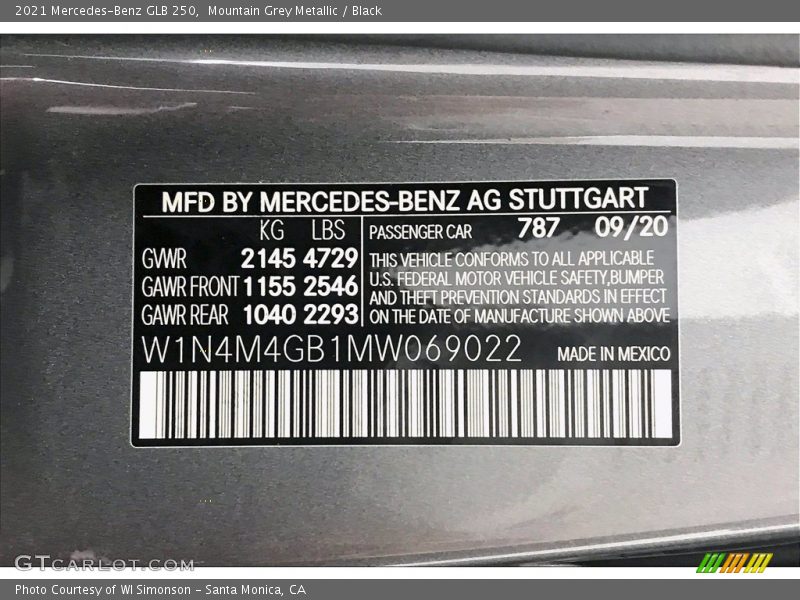 2021 Mercedes-Benz GLB 250, Mountain Grey Metallic / Black
MFD BY MERCEDES-BENZ AG STUTTGART
KG LBS
GVWR 2145 4729
GAWR FRONT 1155 2546
GAWR REAR 1040 2293
PASSENGER CAR 787 09/20
THIS VEHICLE CONFORMS TO ALL APPLICABLE
U.S. FEDERAL MOTOR VEHICLE SAFETY,BUMPER
AND THEFT PREVENTION STANDARDS IN EFFECT
ON THE DATE OF MANUFACTURE SHOWN ABOVE
W1N4M4GB1MW069022 MADE IN MEXICO
GTCARLOT.COM
Photo Courtesy of WI Simonson - Santa Monica, CA